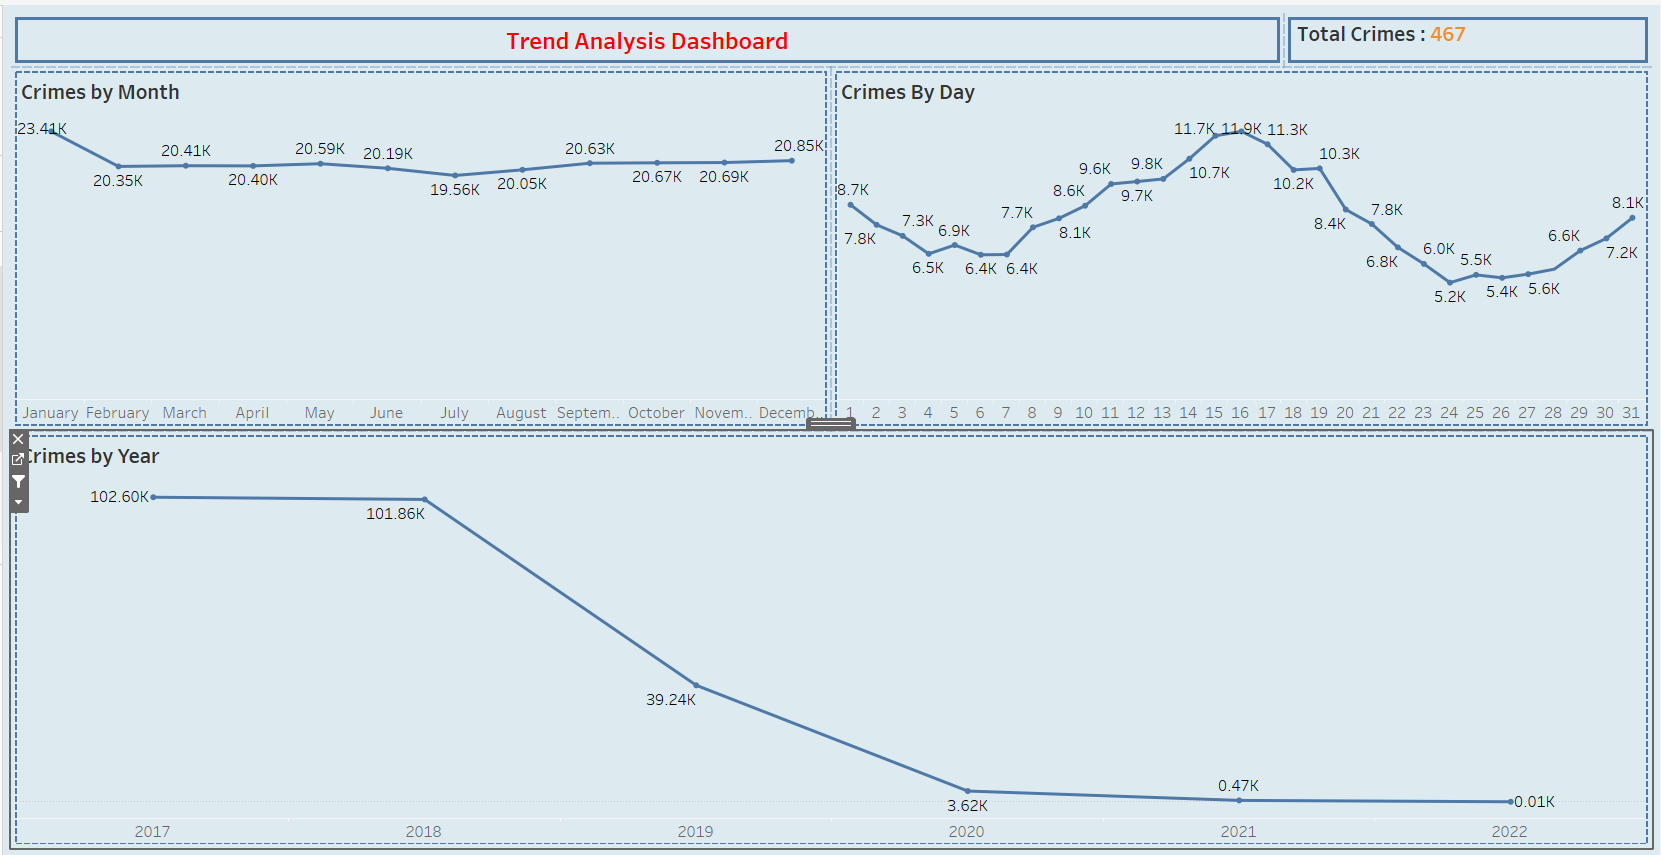 Trend Analysis Dashboard
Total Crimes : 467
Crimes by Month
23.41K
20.35K
20.41K
20.40K
20.59K
20.19K
19.56K
20.05K
20.63K
20.67K
20.69K
20.85K
January February March April May June July August Septem.. October Novem.. Decemb..
Crimes By Day
8.7K
7.8K
7.3K
6.5K
6.9K
6.4K
6.4K
7.7K
8.1K
8.6K
9.6K
9.7K
9.8K
10.7K
11.7K
11.9K
11.3K
10.2K
10.3K
8.4K
7.8K
6.8K
6.0K
5.2K
5.5K
5.4K
5.6K
6.6K
7.2K
8.1K
1 2 3 4 5 6 7 8 9 10 11 12 13 14 15 16 17 18 19 20 21 22 23 24 25 26 27 28 29 30 31
Crimes by Year
102.60K
101.86K
39.24K
3.62K
0.47K
0.01K
2017 2018 2019 2020 2021 2022